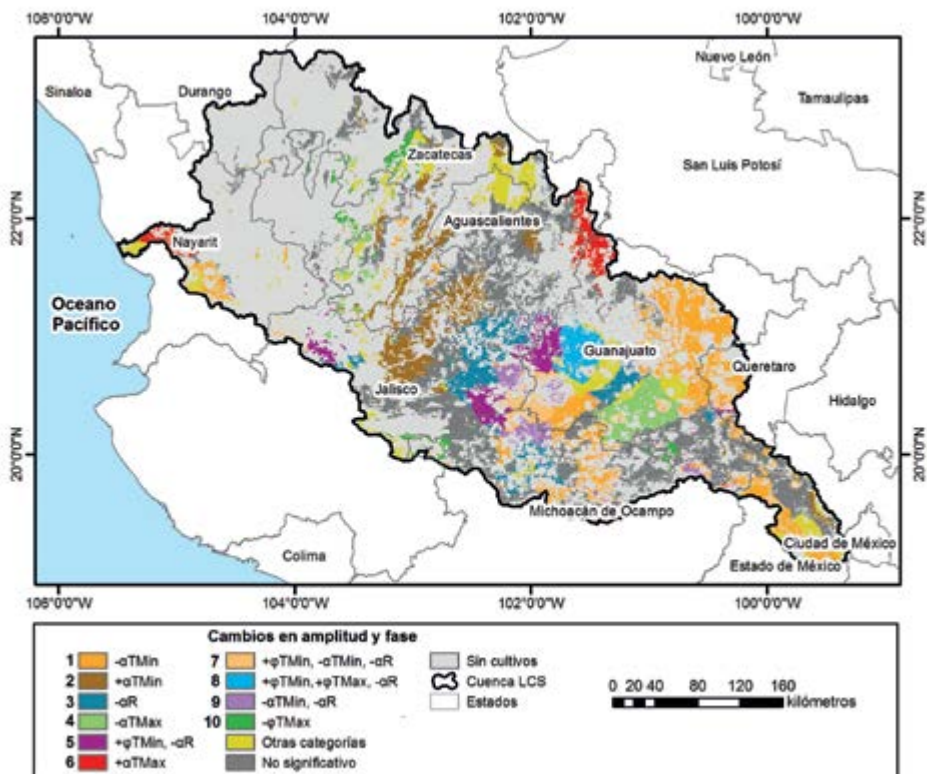 106°0'0"W 104°0'0"W 102°0'0"W 100°0'0"W
Nuevo León
Sinaloa
Durango
Tamaulipas
Zacatecas
San Luis Potosí
22°0'0"N
22°0'0"N
Aguascalientes
Nayarit
Oceano
Pacífico
Guanajuato
Queretaro
Jalisco
Hidalgo
20°0'0"N
20°0'0"N
Michoacán de Ocampo
Ciudad de México
Colima
Estado de México
106°0'0"W 104°0'0"W 102°0'0"W 100°0'0"W
Cambios en amplitud y fase
1 -αTMin
2 +αTMin
3 -αR
4 -αTMax
5 +φTMin, -αR
6 +αTMax
7 +φTMin, -αTMin, -αR
8 +φTMin,+φTMax, -αR
9 -αTMin, -αR
10 -φTMax
Otras categorías
No significativo
Sin cultivos
Cuenca LCS
Estados
0 20 40 80 120 160
kilómetros